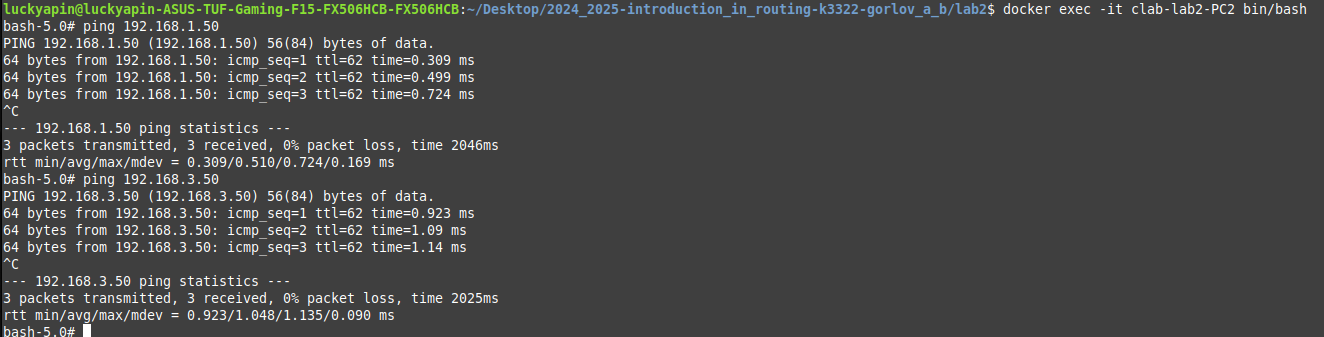 luckyapin@luckyapin-ASUS-TUF-Gaming-F15-FX506HCB-FX506HCB:~/Desktop/2024_2025-introduction_in_routing-k3322-gorlov_a_b/lab2$ docker exec -it clab-lab2-PC2 bin/bash
bash-5.0# ping 192.168.1.50
PING 192.168.1.50 (192.168.1.50) 56(84) bytes of data.
64 bytes from 192.168.1.50: icmp_seq=1 ttl=62 time=0.309 ms
64 bytes from 192.168.1.50: icmp_seq=2 ttl=62 time=0.499 ms
64 bytes from 192.168.1.50: icmp_seq=3 ttl=62 time=0.724 ms
^C
--- 192.168.1.50 ping statistics ---
3 packets transmitted, 3 received, 0% packet loss, time 2046ms
rtt min/avg/max/mdev = 0.309/0.510/0.724/0.169 ms
bash-5.0# ping 192.168.3.50
PING 192.168.3.50 (192.168.3.50) 56(84) bytes of data.
64 bytes from 192.168.3.50: icmp_seq=1 ttl=62 time=0.923 ms
64 bytes from 192.168.3.50: icmp_seq=2 ttl=62 time=1.09 ms
64 bytes from 192.168.3.50: icmp_seq=3 ttl=62 time=1.14 ms
^C
--- 192.168.3.50 ping statistics ---
3 packets transmitted, 3 received, 0% packet loss, time 2025ms
rtt min/avg/max/mdev = 0.923/1.048/1.135/0.090 ms
bash-5.0#